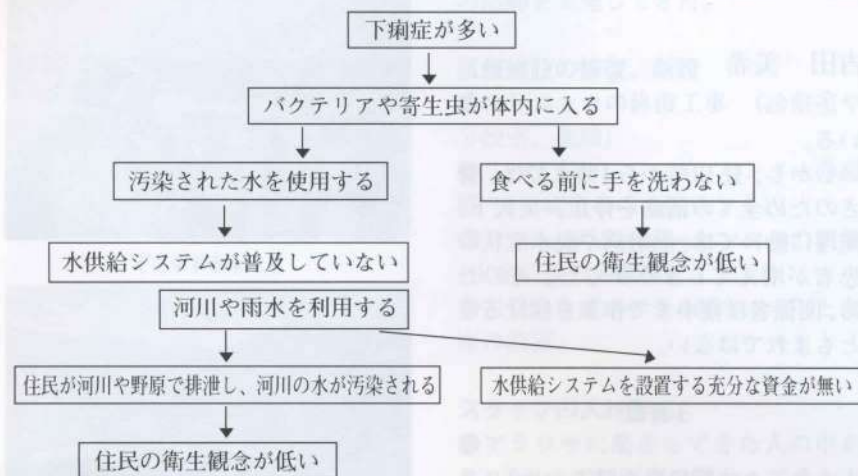 下痢症が多い
バクテリアや寄生虫が体内に入る
汚染された水を使用する
食べる前に手を洗わない
水供給システムが普及していない
住民の衛生観念が低い
河川や雨水を利用する
住民が河川や野原で排泄し、河川の水が汚染される
水供給システムを設置する充分な資金が無い
住民の衛生観念が低い